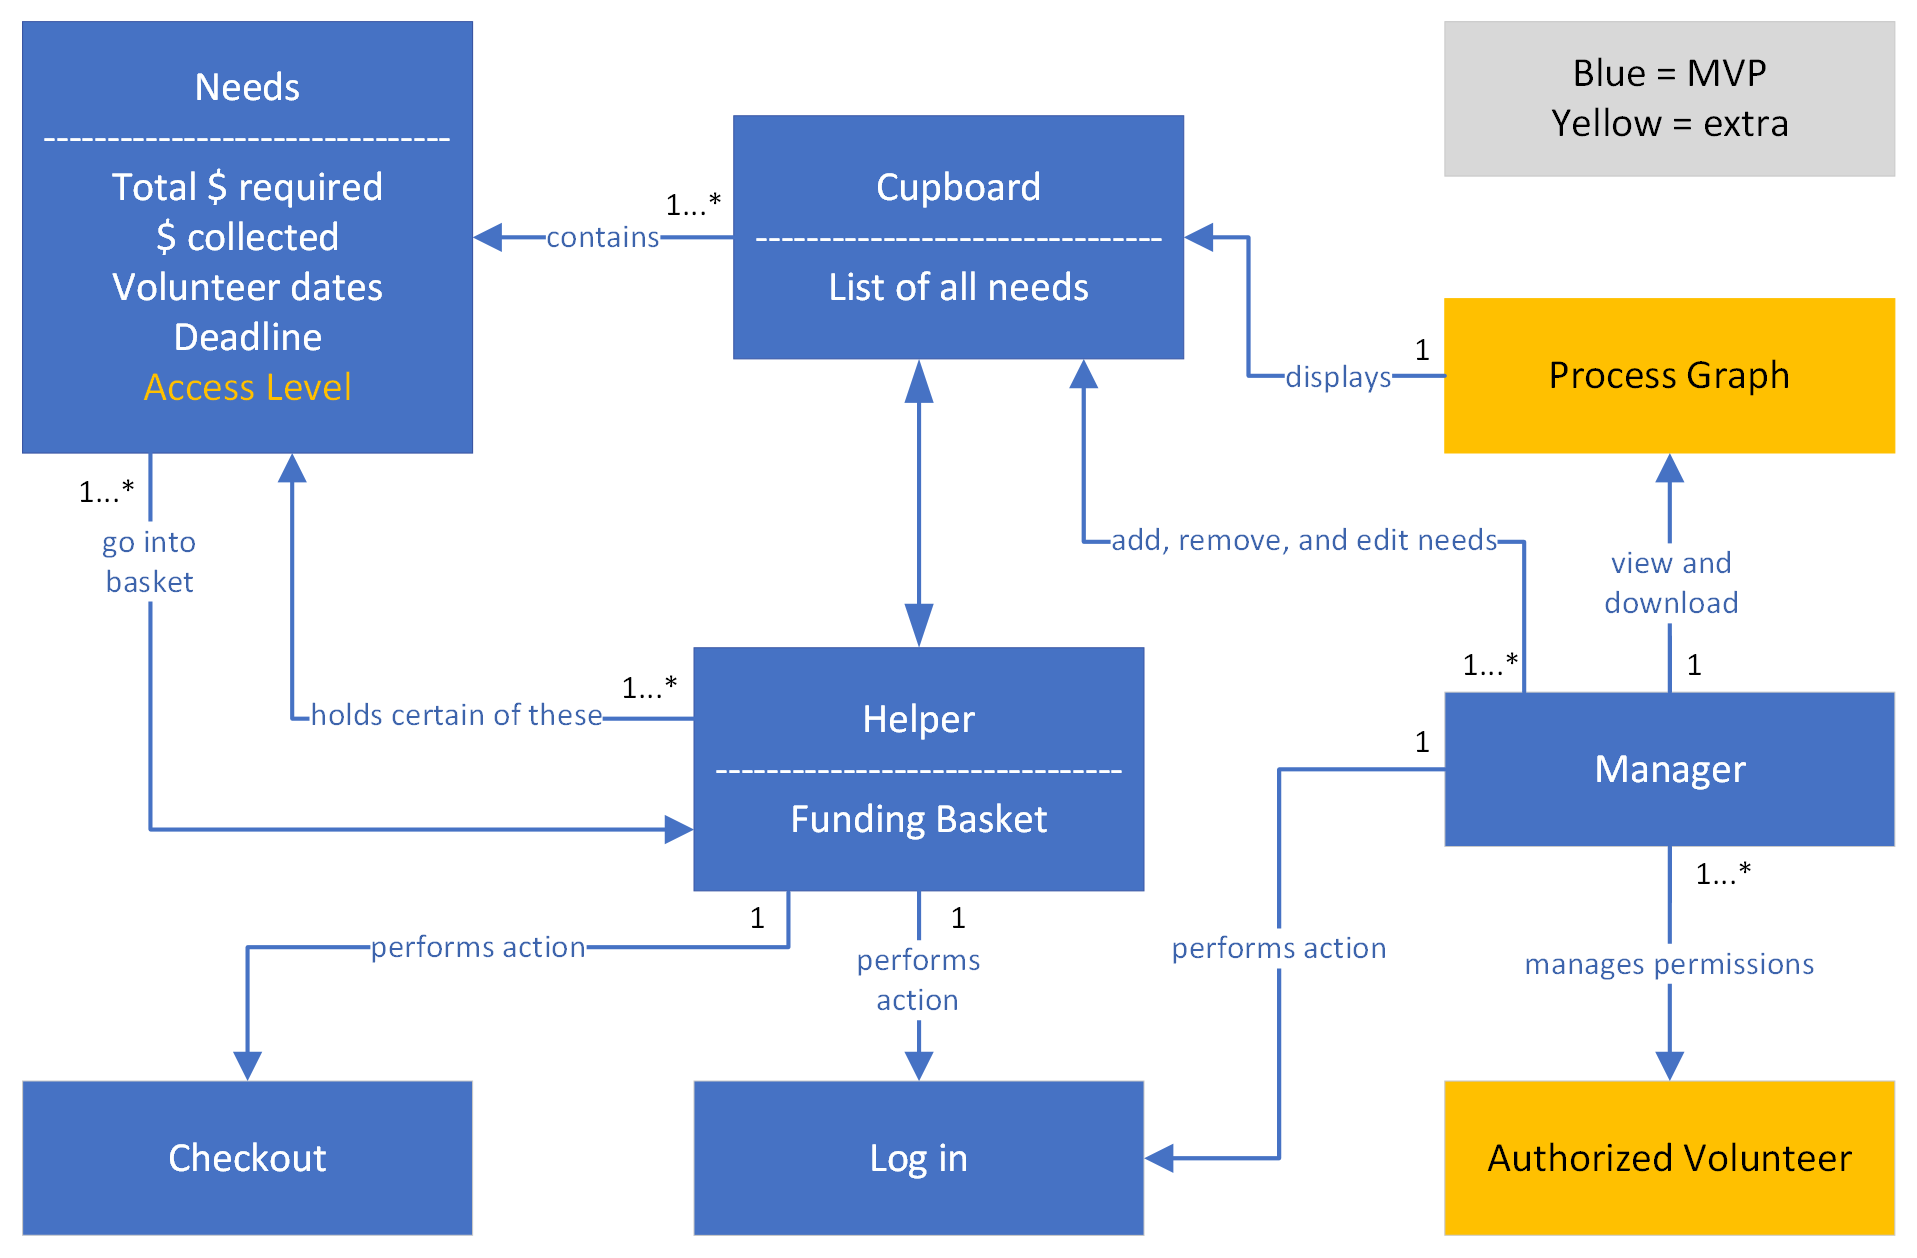 Needs
--------------------------------
Total $ required
$ collected
Volunteer dates
Deadline
Access Level
Cupboard
--------------------------------
List of all needs
Blue = MVP
Yellow = extra
1...*
contains
Process Graph
1
displays
1...*
go into
basket
add, remove, and edit needs
view and
download
1...*
1
1...*
holds certain of these
Helper
--------------------------------
Funding Basket
1
Manager
1...*
1
1
performs action
performs
action
performs action
manages permissions
Checkout
Log in
Authorized Volunteer